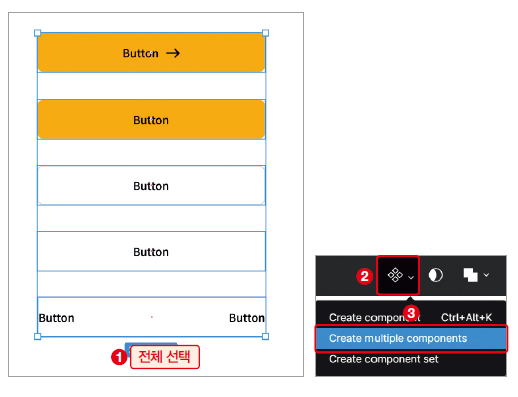 Button →
Button
Button
Button
Button Button
1 전체 선택
2
3
Create component Ctrl+Alt+K
Create multiple components
Create component set